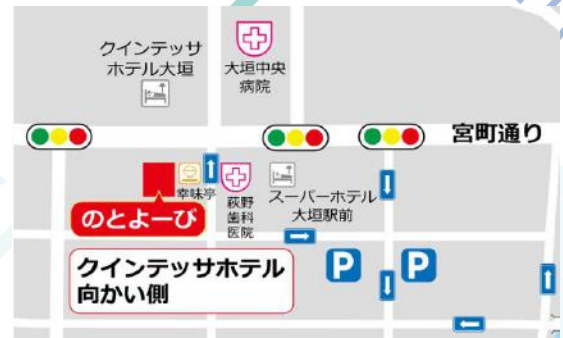 クインテッサ
ホテル大垣
大垣中央
病院
宮町通り
幸味亭
萩野
歯科
医院
スーパーホテル
大垣駅前
のとよーび
クインテッサホテル
向かい側
P
P